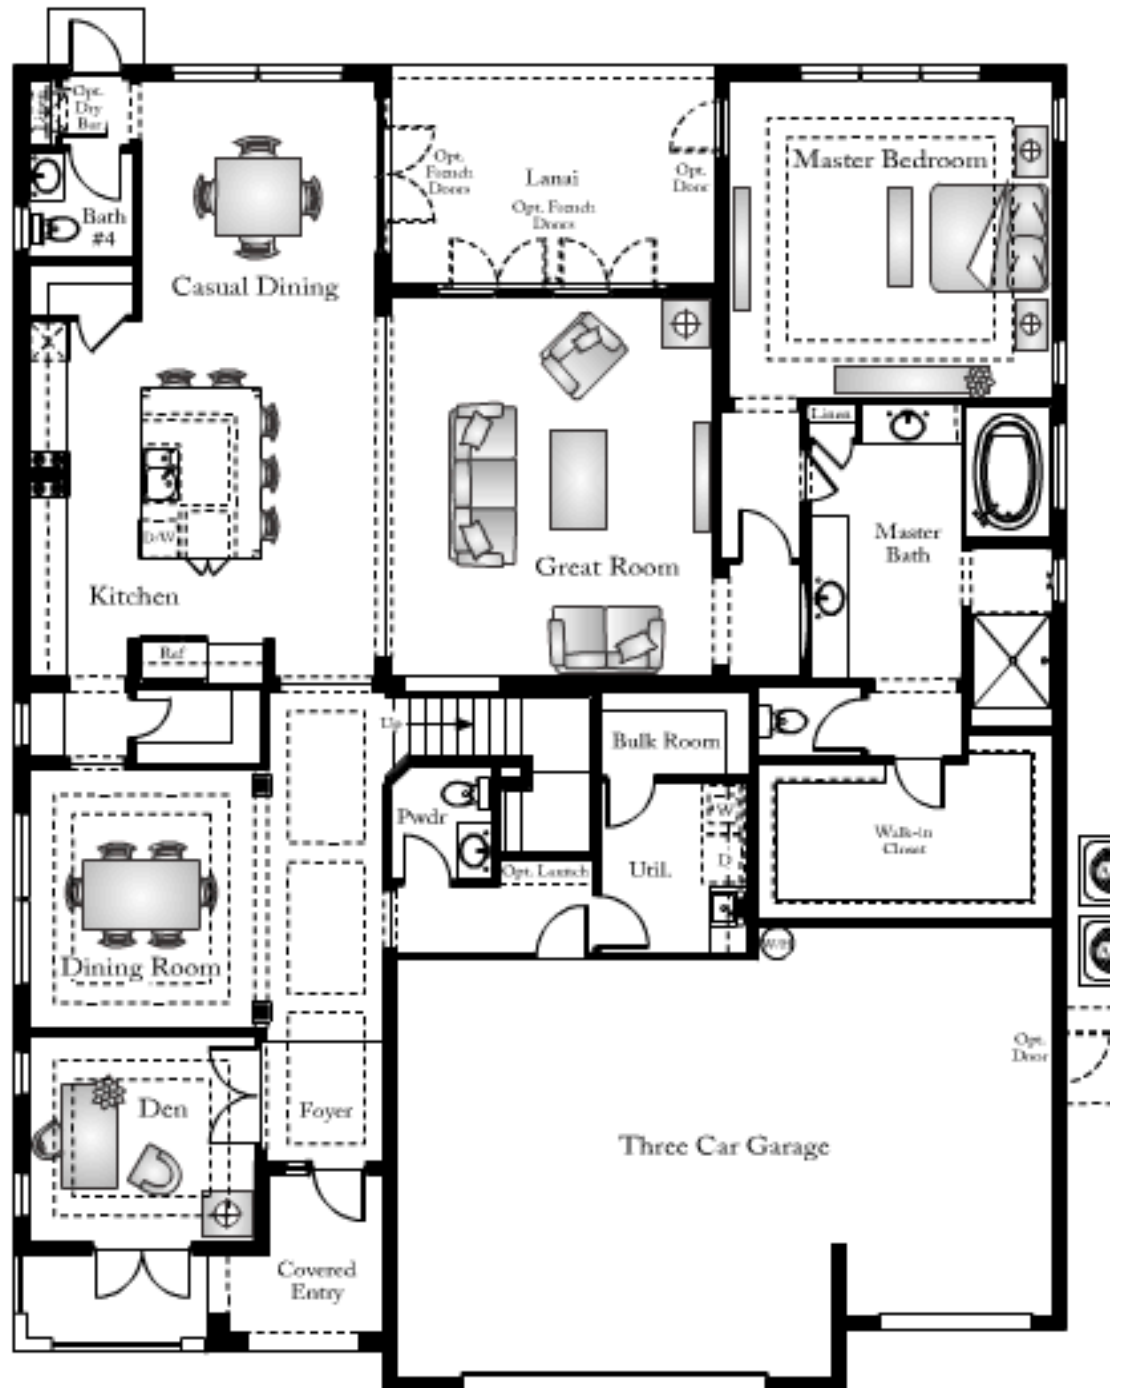 Opt.
Dry
Bar
Linen
Bath
#4
Casual Dining
Opt.
French
Doors
Lanai
Opt. French
Doors
Opt.
Door
Master Bedroom
Linen
Master
Bath
Great Room
D/W
Kitchen
Ref
Up
Bulk Room
Pwdr
W
D
Util.
Opt. Launch
Walk-in
Closet
W/H
Dining Room
Opt.
Door
Den
Foyer
Three Car Garage
Covered
Entry